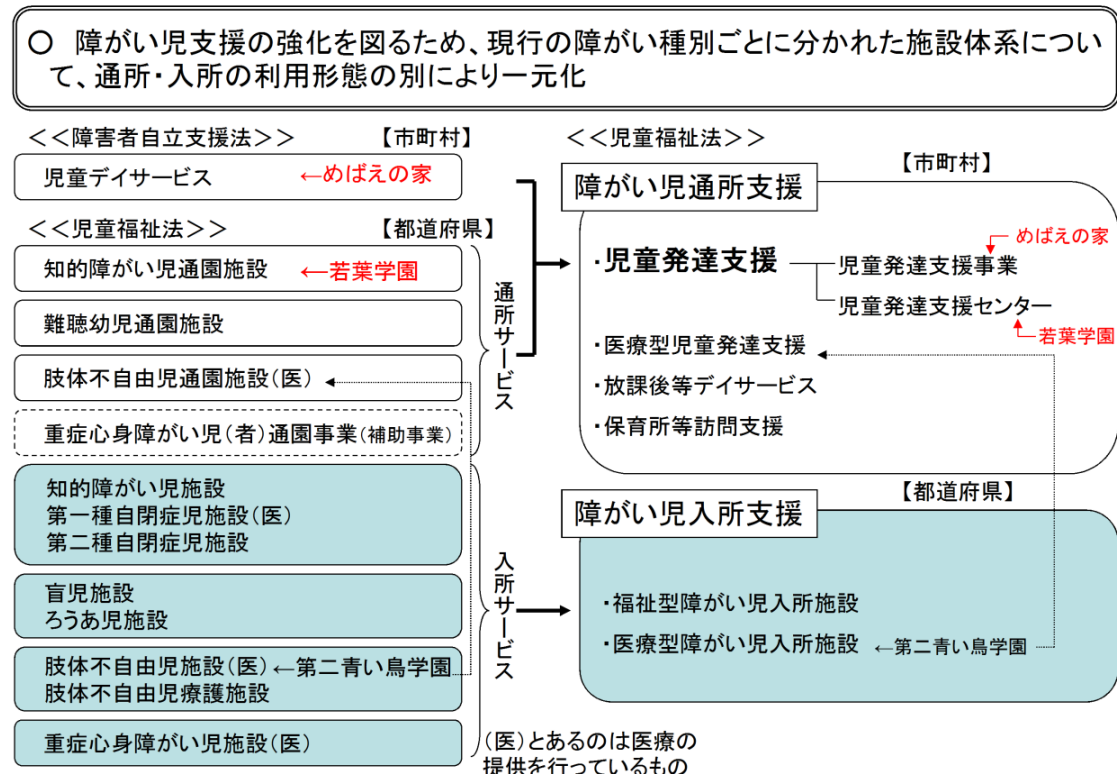 ○ 障がい児支援の強化を図るため、現行の障がい種別ごとに分かれた施設体系につい
て、通所・入所の利用形態の別により一元化
＜＜障害者自立支援法＞＞ 【市町村】
児童デイサービス ←めばえの家
＜＜児童福祉法＞＞ 【都道府県】
知的障がい児通園施設 ←若葉学園
難聴幼児通園施設
肢体不自由児通園施設(医)
重症心身障がい児(者)通園事業(補助事業)
通所サービス
知的障がい児施設
第一種自閉症児施設(医)
第二種自閉症児施設
盲児施設
ろうあ児施設
肢体不自由児施設(医)←第二青い鳥学園
肢体不自由児療護施設
重症心身障がい児施設(医)
入所サービス
(医)とあるのは医療の
提供を行っているもの
＜＜児童福祉法＞＞
【市町村】
障がい児通所支援
・児童発達支援
めばえの家
児童発達支援事業
児童発達支援センター
若葉学園
・医療型児童発達支援
・放課後等デイサービス
・保育所等訪問支援
【都道府県】
障がい児入所支援
・福祉型障がい児入所施設
・医療型障がい児入所施設 ←第二青い鳥学園